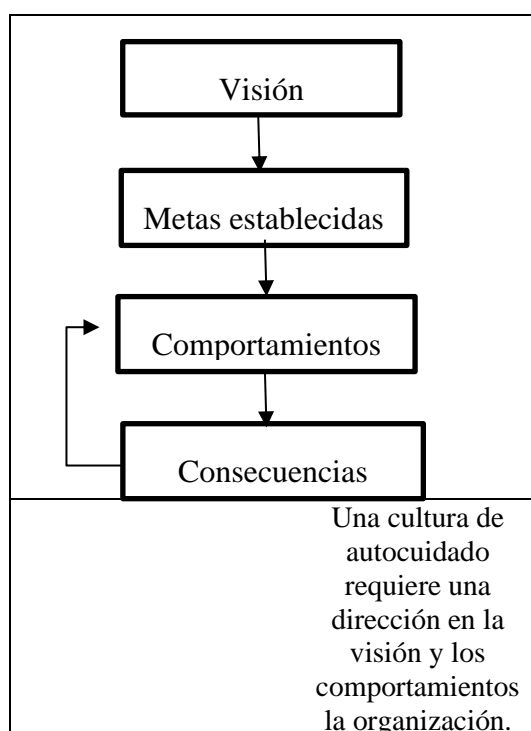 Visión
Metas establecidas
Comportamientos
Consecuencias
Una cultura de
autocuidado
requiere una
dirección en la
visión y los
comportamientos
la organización.